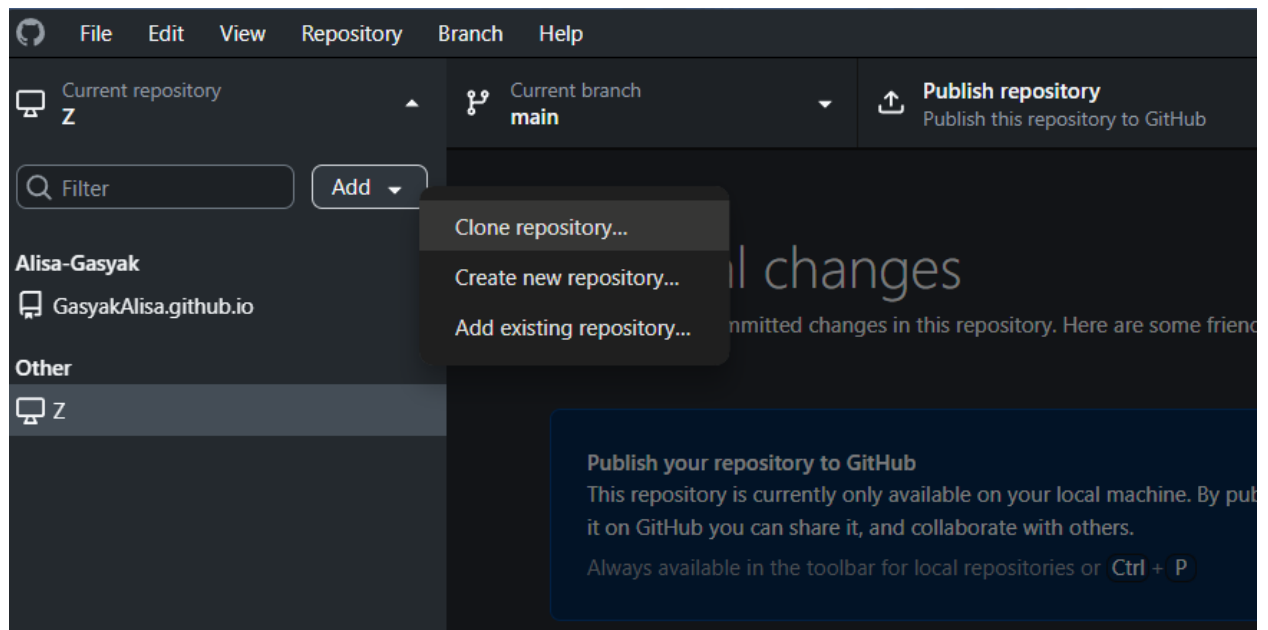 File Edit View Repository Branch Help
Current repository
Z
Current branch
main
Publish repository
Publish this repository to GitHub
Filter
Add
Clone repository...
Create new repository...
Add existing repository...
Alisa-Gasyak
GasyakAlisa.github.io
Other
Z
changes
changes in this repository. Here are some
Publish your repository to GitHub
This repository is currently only available on your local machine. By
it on GitHub you can share it, and collaborate with others.
Always available in the toolbar for local repositories or Ctrl + P